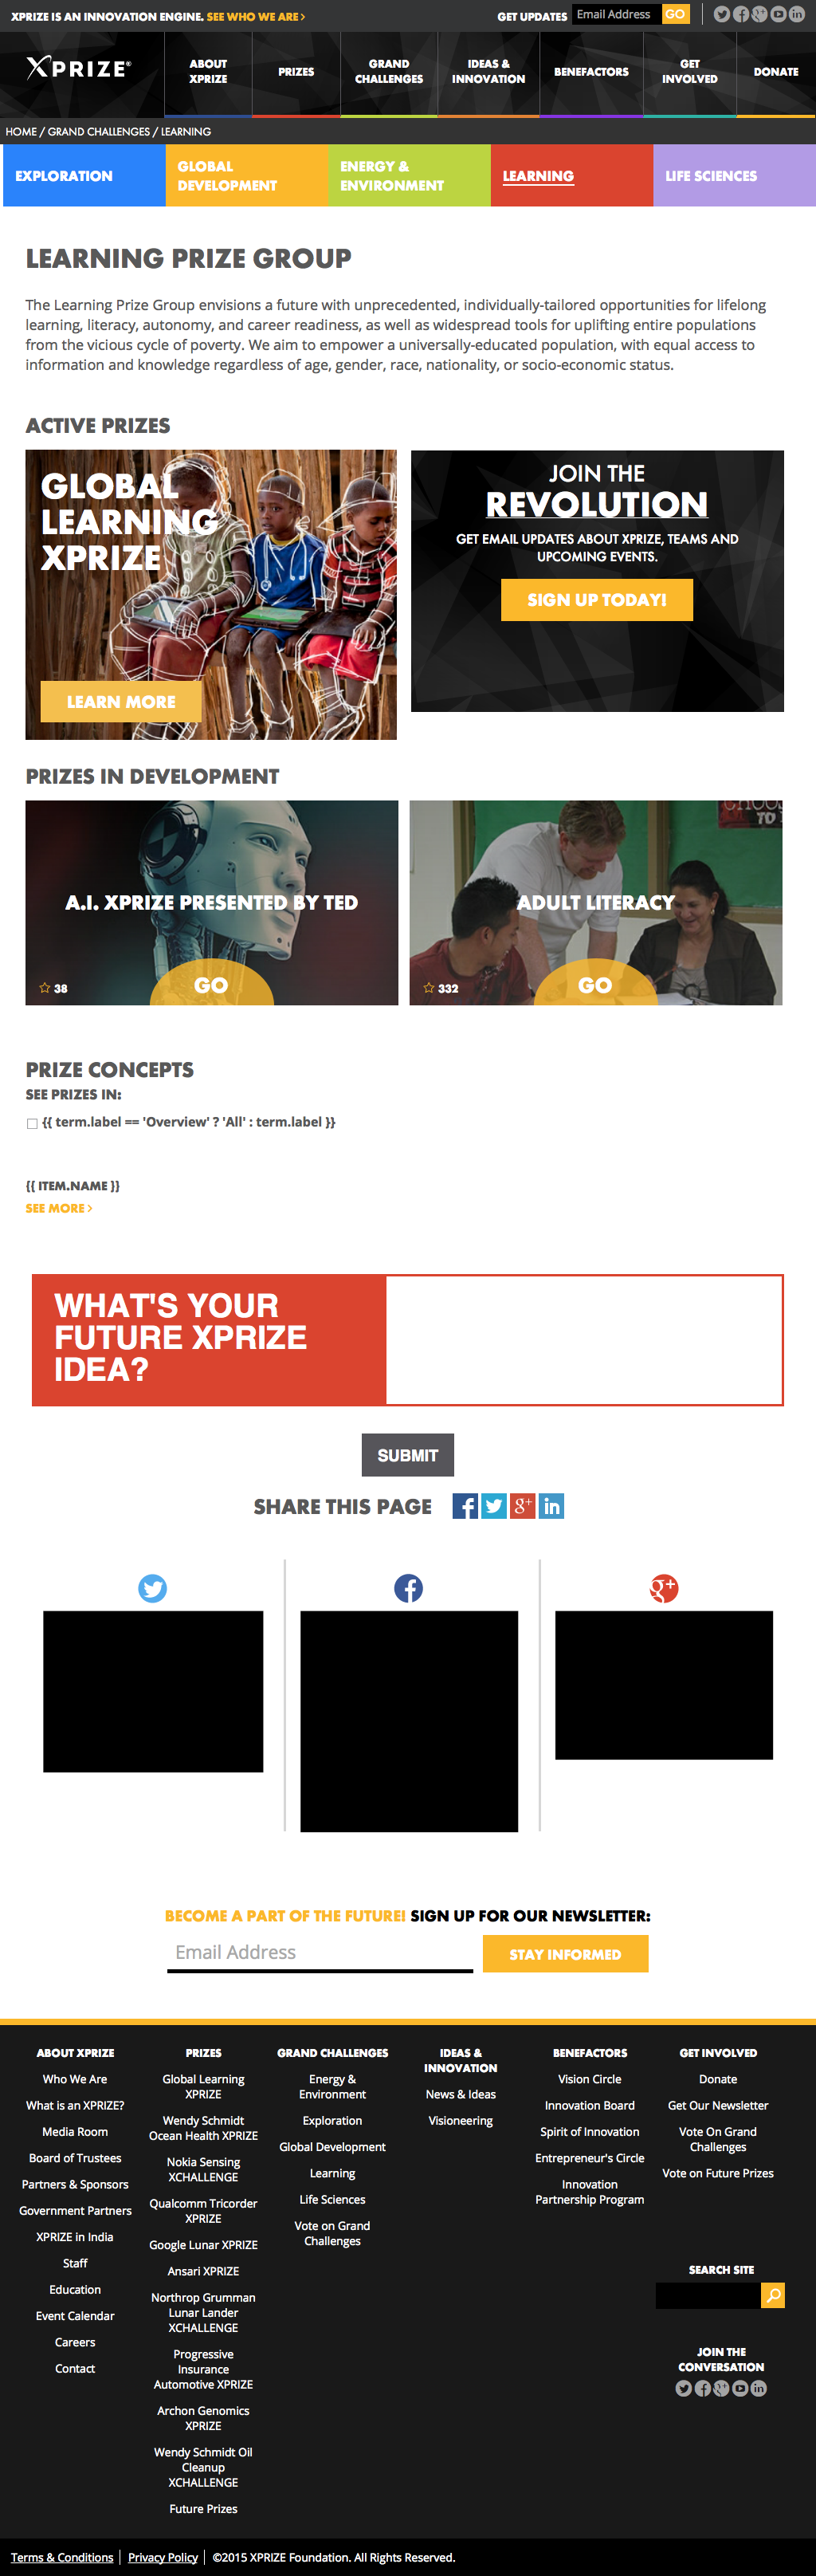 XPRIZE IS AN INNOVATION ENGINE. SEE WHO WE ARE >
GET UPDATES Email Address GO
XPRIZE®
ABOUT
XPRIZE
PRIZES
GRAND
CHALLENGES
IDEAS &
INNOVATION
BENEFACTORS
GET
INVOLVED
DONATE
HOME / GRAND CHALLENGES / LEARNING
EXPLORATION
GLOBAL
DEVELOPMENT
ENERGY &
ENVIRONMENT
LEARNING
LIFE SCIENCES
LEARNING PRIZE GROUP
The Learning Prize Group envisions a future with unprecedented, individually-tailored opportunities for lifelong
learning, literacy, autonomy, and career readiness, as well as widespread tools for uplifting entire populations
from the vicious cycle of poverty. We aim to empower a universally-educated population, with equal access to
information and knowledge regardless of age, gender, race, nationality, or socio-economic status.
ACTIVE PRIZES
GLOBAL
LEARNING
XPRIZE
LEARN MORE
JOIN THE
REVOLUTION
GET EMAIL UPDATES ABOUT XPRIZE, TEAMS AND
UPCOMING EVENTS.
SIGN UP TODAY!
PRIZES IN DEVELOPMENT
A.I. XPRIZE PRESENTED BY TED
38
GO
TO
ADULT LITERACY
332
GO
PRIZE CONCEPTS
SEE PRIZES IN:
{{ term.label == 'Overview' ? 'All' : term.label }}
{{ ITEM.NAME }}
SEE MORE >
WHAT'S YOUR
FUTURE XPRIZE
IDEA?
SUBMIT
SHARE THIS PAGE
BECOME A PART OF THE FUTURE! SIGN UP FOR OUR NEWSLETTER:
Email Address
STAY INFORMED
ABOUT XPRIZE
Who We Are
What is an XPRIZE?
Media Room
Board of Trustees
Partners & Sponsors
Government Partners
XPRIZE in India
Staff
Education
Event Calendar
Careers
Contact
PRIZES
Global Learning
XPRIZE
Wendy Schmidt
Ocean Health XPRIZE
Nokia Sensing
XCHALLENGE
Qualcomm Tricorder
XPRIZE
Google Lunar XPRIZE
Ansari XPRIZE
Northrop Grumman
Lunar Lander
XCHALLENGE
Progressive
Insurance
Automotive XPRIZE
Archon Genomics
XPRIZE
Wendy Schmidt Oil
Cleanup
XCHALLENGE
Future Prizes
GRAND CHALLENGES
Energy &
Environment
Exploration
Global Development
Learning
Life Sciences
Vote on Grand
Challenges
IDEAS &
INNOVATION
News & Ideas
Visioneering
BENEFACTORS
Vision Circle
Innovation Board
Spirit of Innovation
Entrepreneur's Circle
Innovation
Partnership Program
GET INVOLVED
Donate
Get Our Newsletter
Vote On Grand
Challenges
Vote on Future Prizes
SEARCH SITE
JOIN THE
CONVERSATION
Terms & Conditions
Privacy Policy
©2015 XPRIZE Foundation. All Rights Reserved.